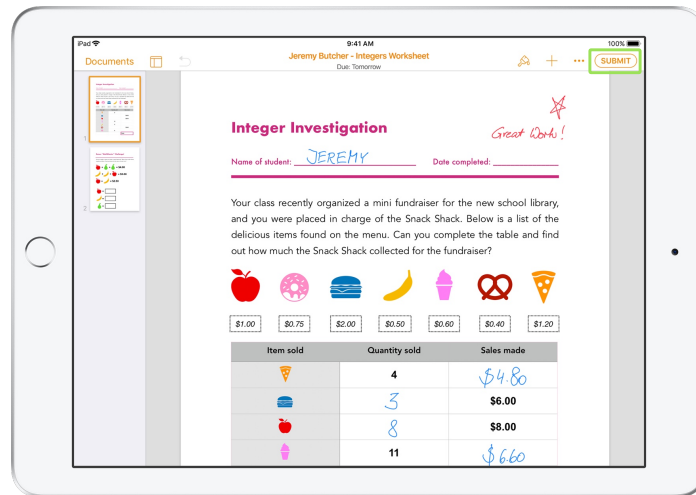 iPad 9:41 AM 100%
Documents Jeremy Butcher - Integers Worksheet SUBMIT
Due: Tomorrow
Integer Investigation
Great Work!
Name of student: JEREMY Date completed:
Your class recently organized a mini fundraiser for the new school library,
and you were placed in charge of the Snack Shack. Below is a list of the
delicious items found on the menu. Can you complete the table and find
out how much the Snack Shack collected for the fundraiser?
$1.00 $0.75 $2.00 $0.50 $0.60 $0.40 $1.20
Item sold Quantity sold Sales made
4 $4.80
3 $6.00
8 $8.00
11 $6.60
1
2